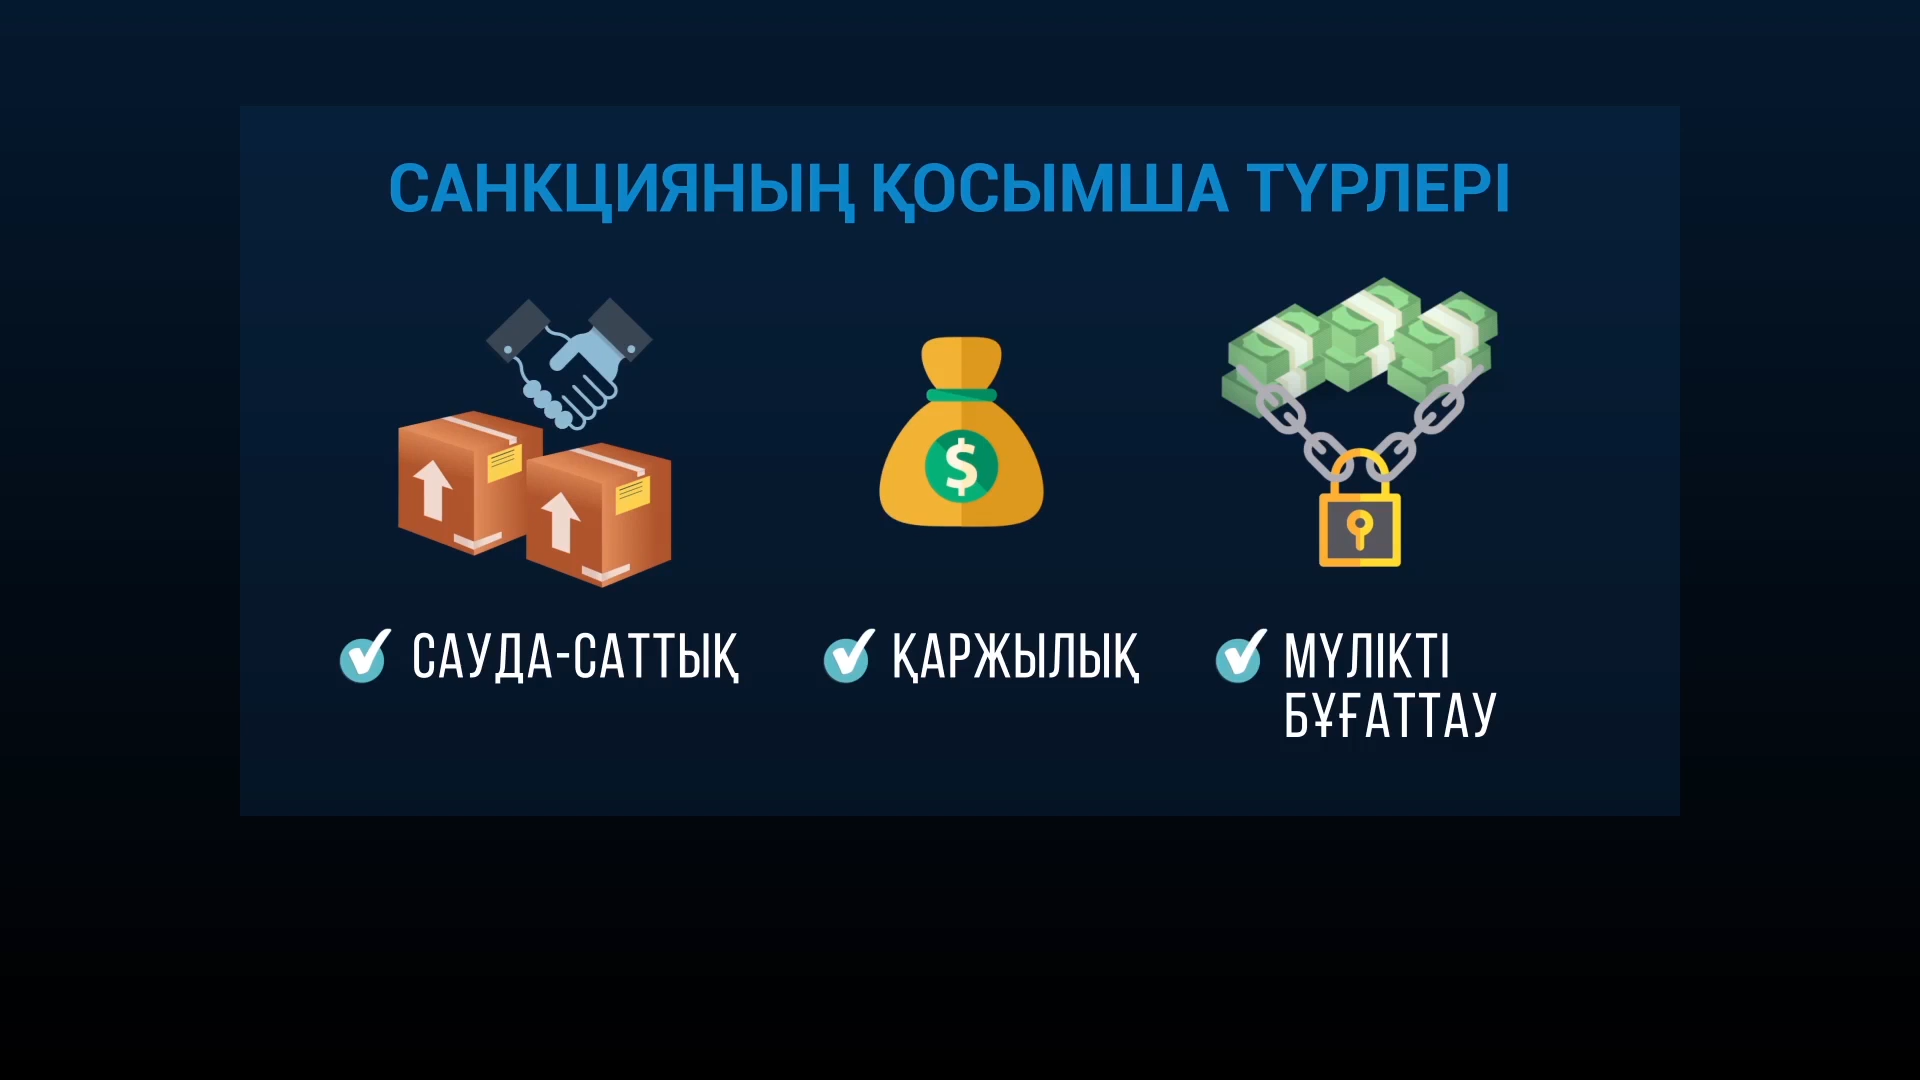 САНКЦИЯНЫҢ ҚОСЫМША ТҮРЛЕРІ
$
САУДА-САТТЫҚ
ҚАРЖЫЛЫҚ
МҮЛІКТІ
БҰҒАТТАУ